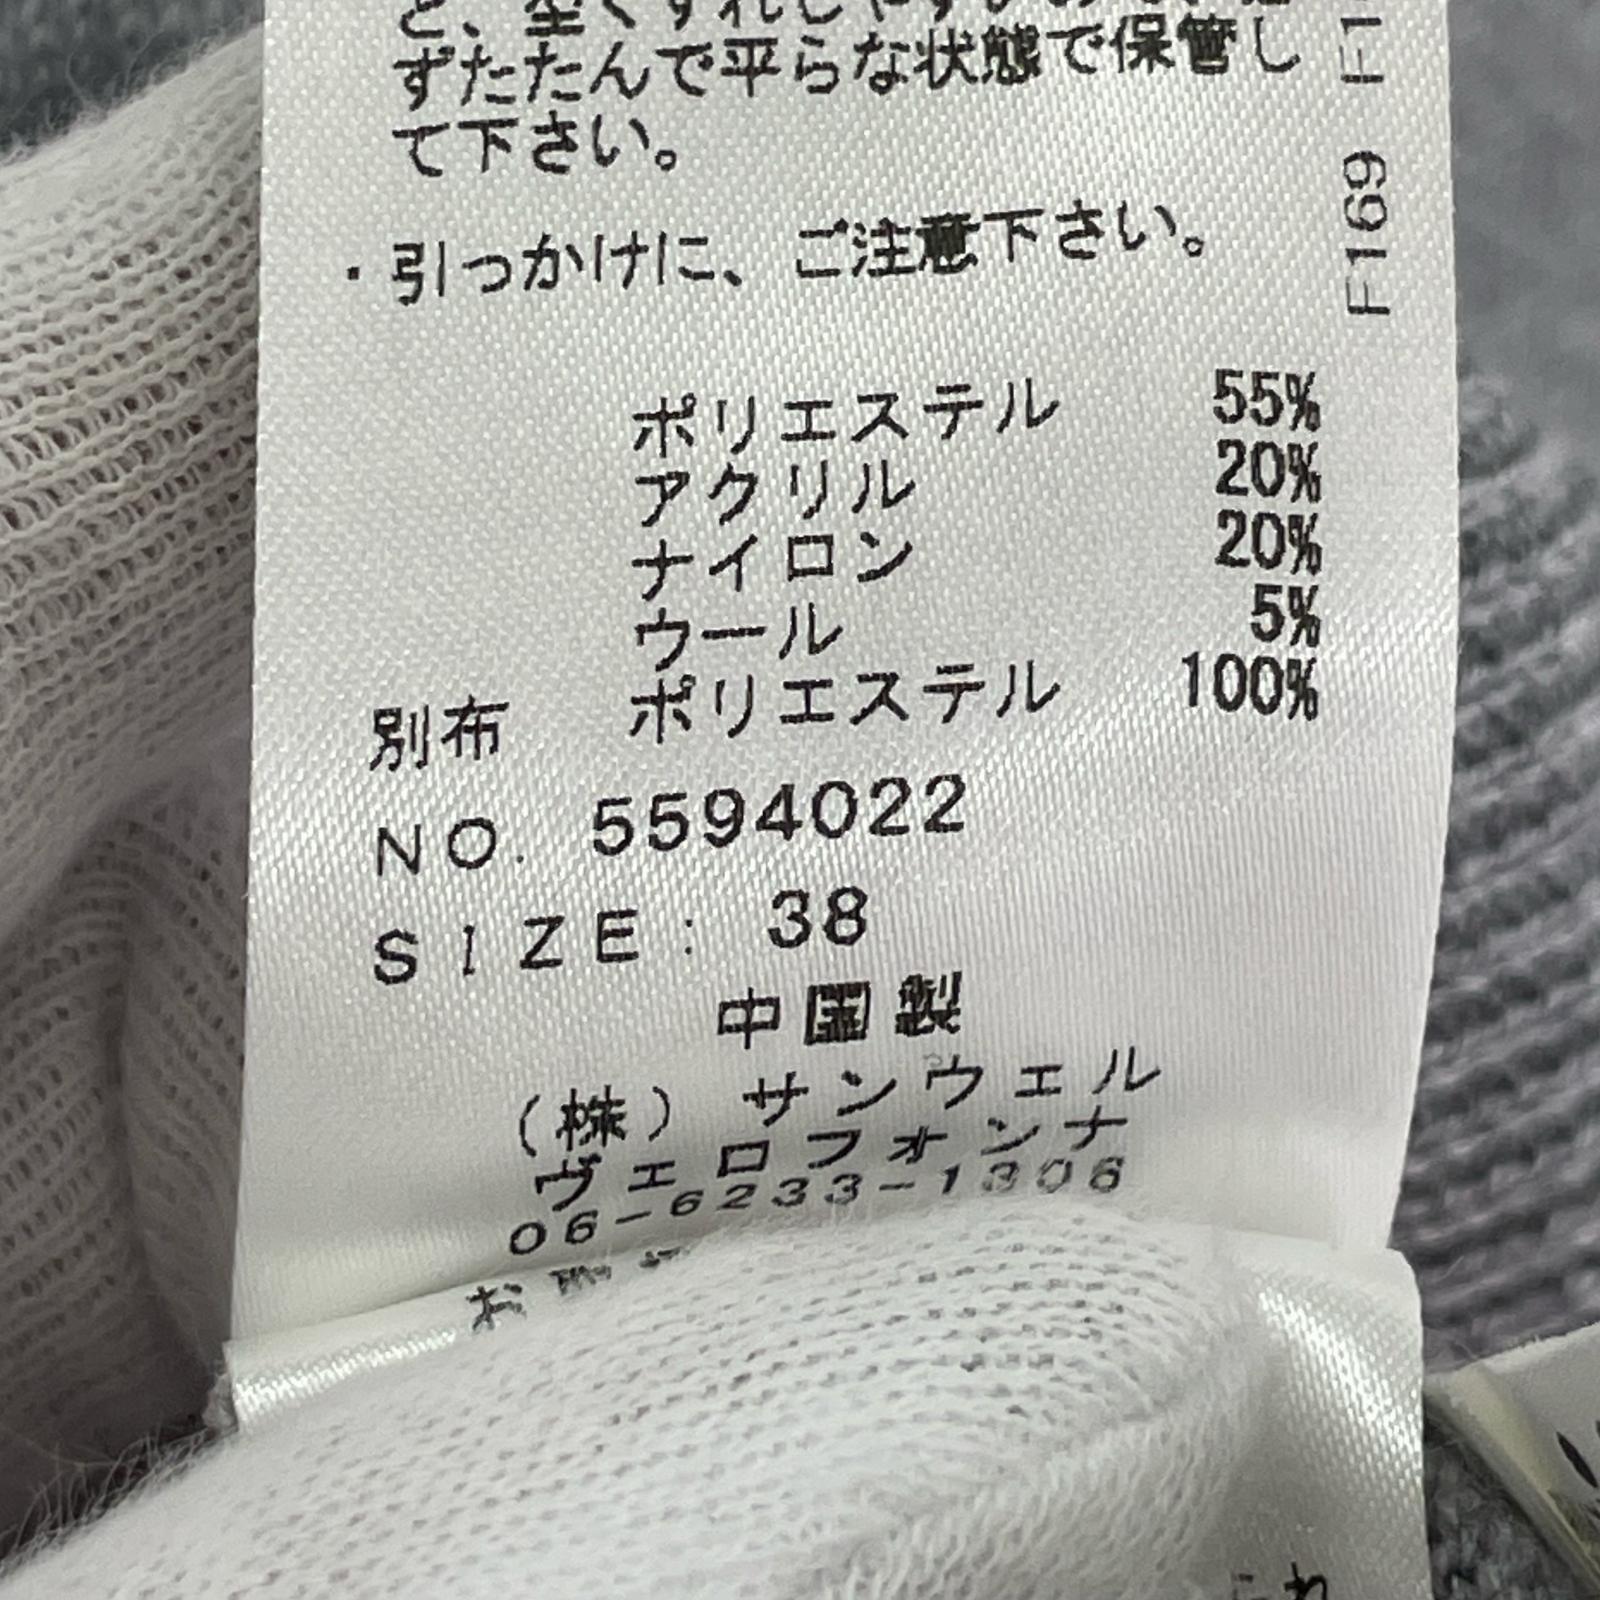 ずたたんで平らな状態で保管し
て下さい。
・引っかけに、ご注意下さい。
F169
ポリエステル 55%
アクリル 20%
ナイロン 20%
ウール 5%
別布 ポリエステル 100%
NO. 5594022
SIZE: 38
中国製
(株) サンウェル
ヴェロフォンナ
06-6233-1306